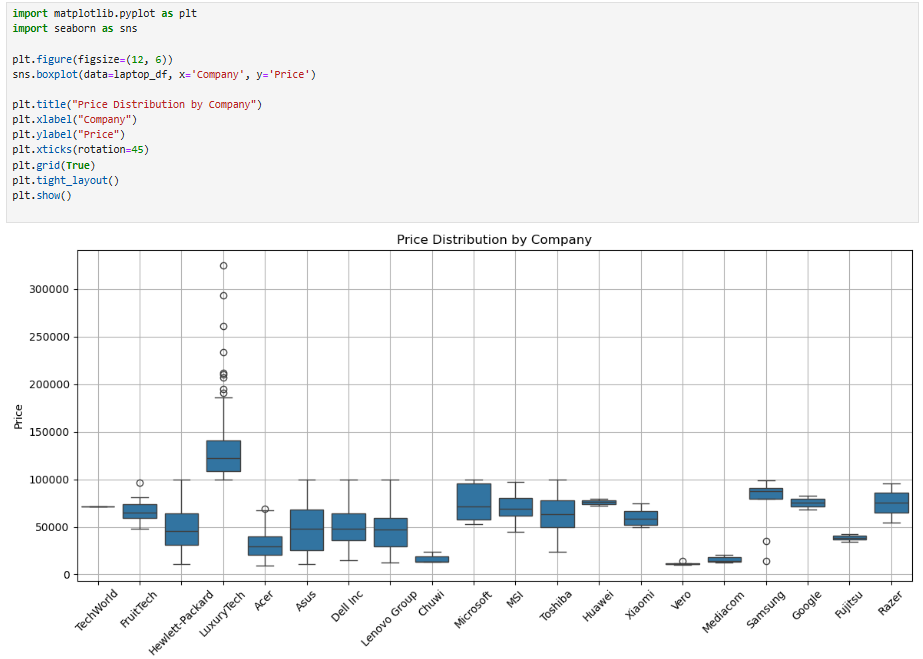 import matplotlib.pyplot as plt
import seaborn as sns
plt.figure(figsize=(12, 6))
sns.boxplot(data=laptop_df, x='Company', y='Price')
plt.title("Price Distribution by Company")
plt.xlabel("Company")
plt.ylabel("Price")
plt.xticks(rotation=45)
plt.grid(True)
plt.tight_layout()
plt.show()
Price Distribution by Company
Price
300000
250000
200000
150000
100000
50000
0
TechWorld
FruitTech
Hewlett-Packard
LuxuryTech
Acer
Asus
Dell Inc
Lenovo Group
Chuwi
Microsoft
MSI
Toshiba
Huawei
Xiaomi
Vero
Mediacom
Samsung
Google
Fujitsu
Razer